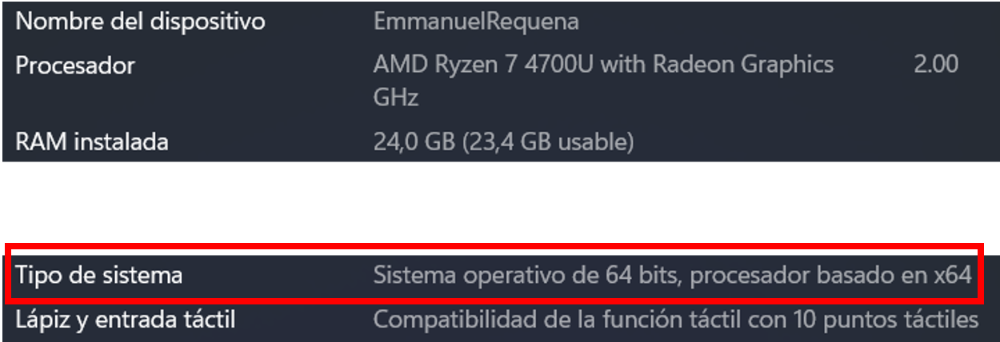 Nombre del dispositivo EmmanuelRequena
Procesador AMD Ryzen 7 4700U with Radeon Graphics 2.00
GHz
RAM instalada 24,0 GB (23,4 GB usable)
Tipo de sistema Sistema operativo de 64 bits, procesador basado en x64
Lápiz y entrada táctil Compatibilidad de la función táctil con 10 puntos táctiles